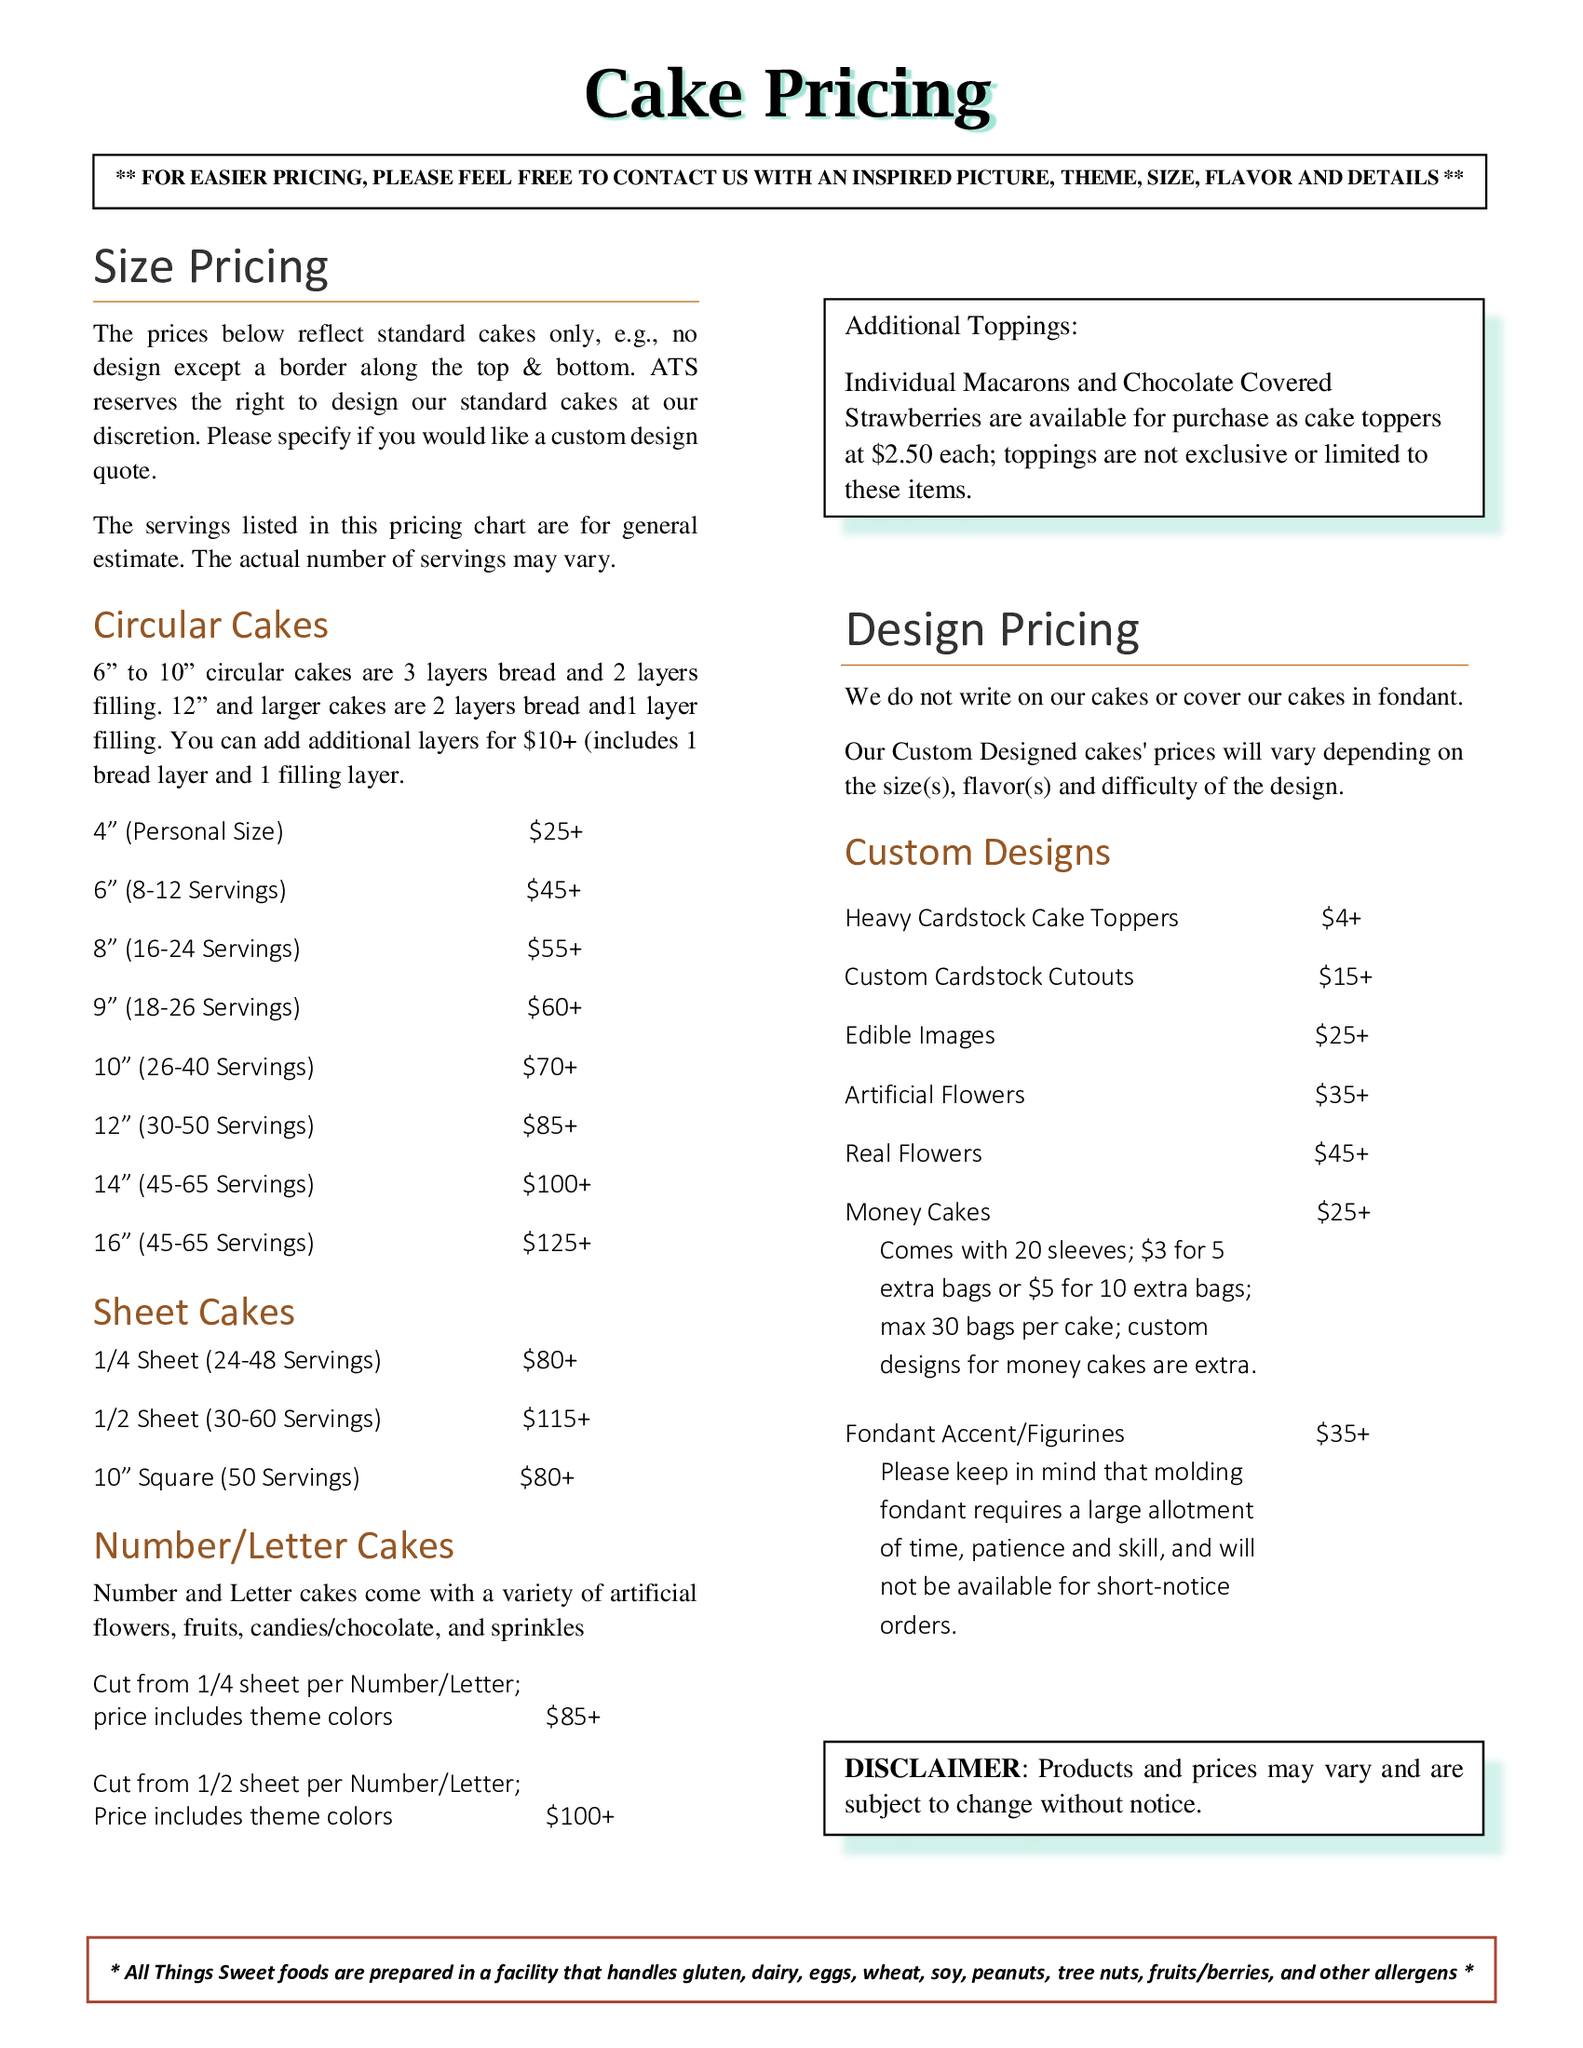 Cake Pricing
** FOR EASIER PRICING, PLEASE FEEL FREE TO CONTACT US WITH AN INSPIRED PICTURE, THEME, SIZE, FLAVOR AND DETAILS **
Size Pricing
The prices below reflect standard cakes only, e.g., no
design except a border along the top & bottom. ATS
reserves the right to design our standard cakes at our
discretion. Please specify if you would like a custom design
quote.
The servings listed in this pricing chart are for general
estimate. The actual number of servings may vary.
Circular Cakes
6” to 10” circular cakes are 3 layers bread and 2 layers
filling. 12” and larger cakes are 2 layers bread and1 layer
filling. You can add additional layers for $10+ (includes 1
bread layer and 1 filling layer.
4” (Personal Size) $25+
6” (8-12 Servings) $45+
8” (16-24 Servings) $55+
9” (18-26 Servings) $60+
10” (26-40 Servings) $70+
12” (30-50 Servings) $85+
14” (45-65 Servings) $100+
16” (45-65 Servings) $125+
Sheet Cakes
1/4 Sheet (24-48 Servings) $80+
1/2 Sheet (30-60 Servings) $115+
10” Square (50 Servings) $80+
Number/Letter Cakes
Number and Letter cakes come with a variety of artificial
flowers, fruits, candies/chocolate, and sprinkles
Cut from 1/4 sheet per Number/Letter;
price includes theme colors $85+
Cut from 1/2 sheet per Number/Letter;
Price includes theme colors $100+
Additional Toppings:
Individual Macarons and Chocolate Covered
Strawberries are available for purchase as cake toppers
at $2.50 each; toppings are not exclusive or limited to
these items.
Design Pricing
We do not write on our cakes or cover our cakes in fondant.
Our Custom Designed cakes' prices will vary depending on
the size(s), flavor(s) and difficulty of the design.
Custom Designs
Heavy Cardstock Cake Toppers $4+
Custom Cardstock Cutouts $15+
Edible Images $25+
Artificial Flowers $35+
Real Flowers $45+
Money Cakes $25+
Comes with 20 sleeves; $3 for 5
extra bags or $5 for 10 extra bags;
max 30 bags per cake; custom
designs for money cakes are extra.
Fondant Accent/Figurines $35+
Please keep in mind that molding
fondant requires a large allotment
of time, patience and skill, and will
not be available for short-notice
orders.
DISCLAIMER: Products and prices may vary and are
subject to change without notice.
* All Things Sweet foods are prepared in a facility that handles gluten, dairy, eggs, wheat, soy, peanuts, tree nuts, fruits/berries, and other allergens *